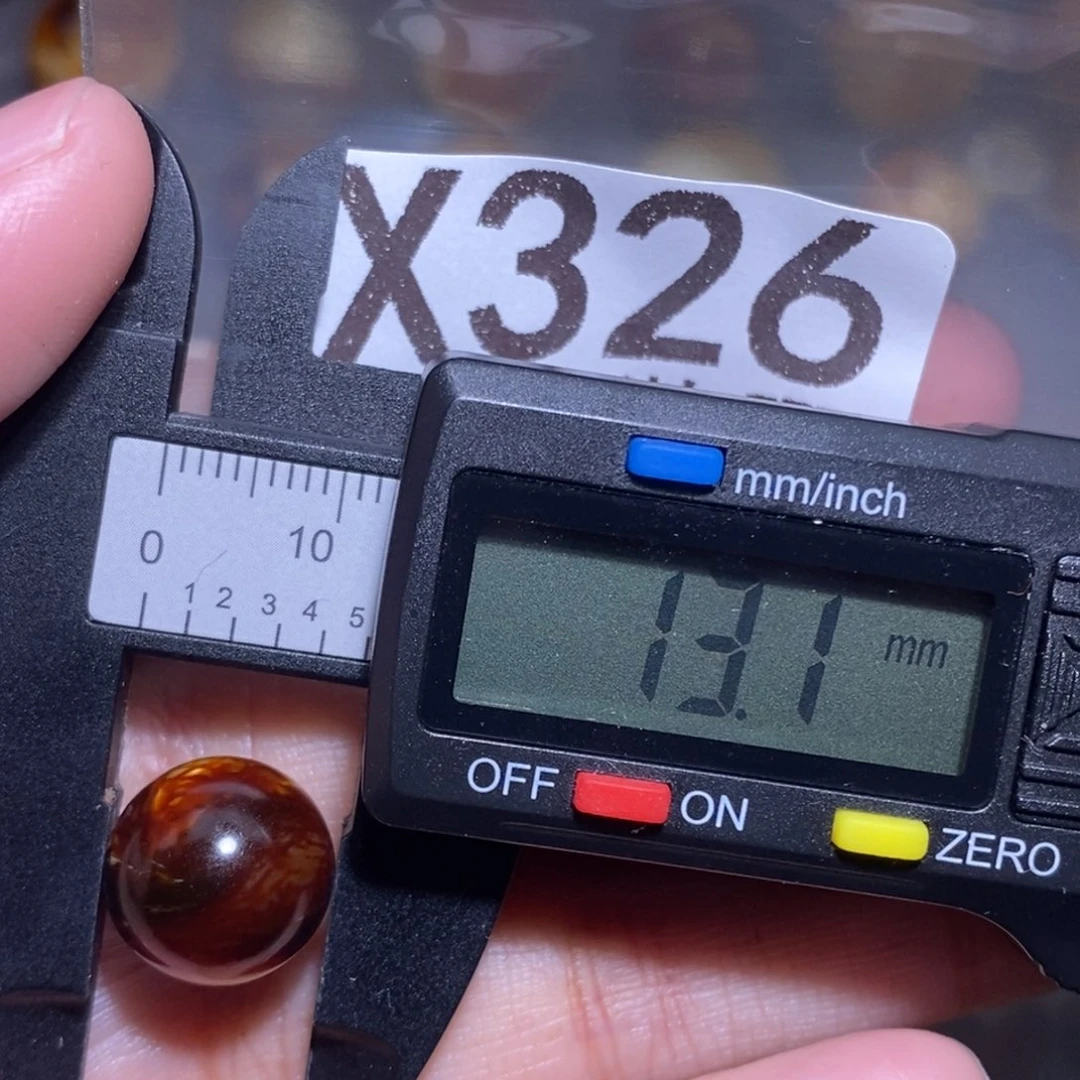 X326
mm/inch
0 10
1 2 3 4 5
13.1 mm
OFF ON ZERO